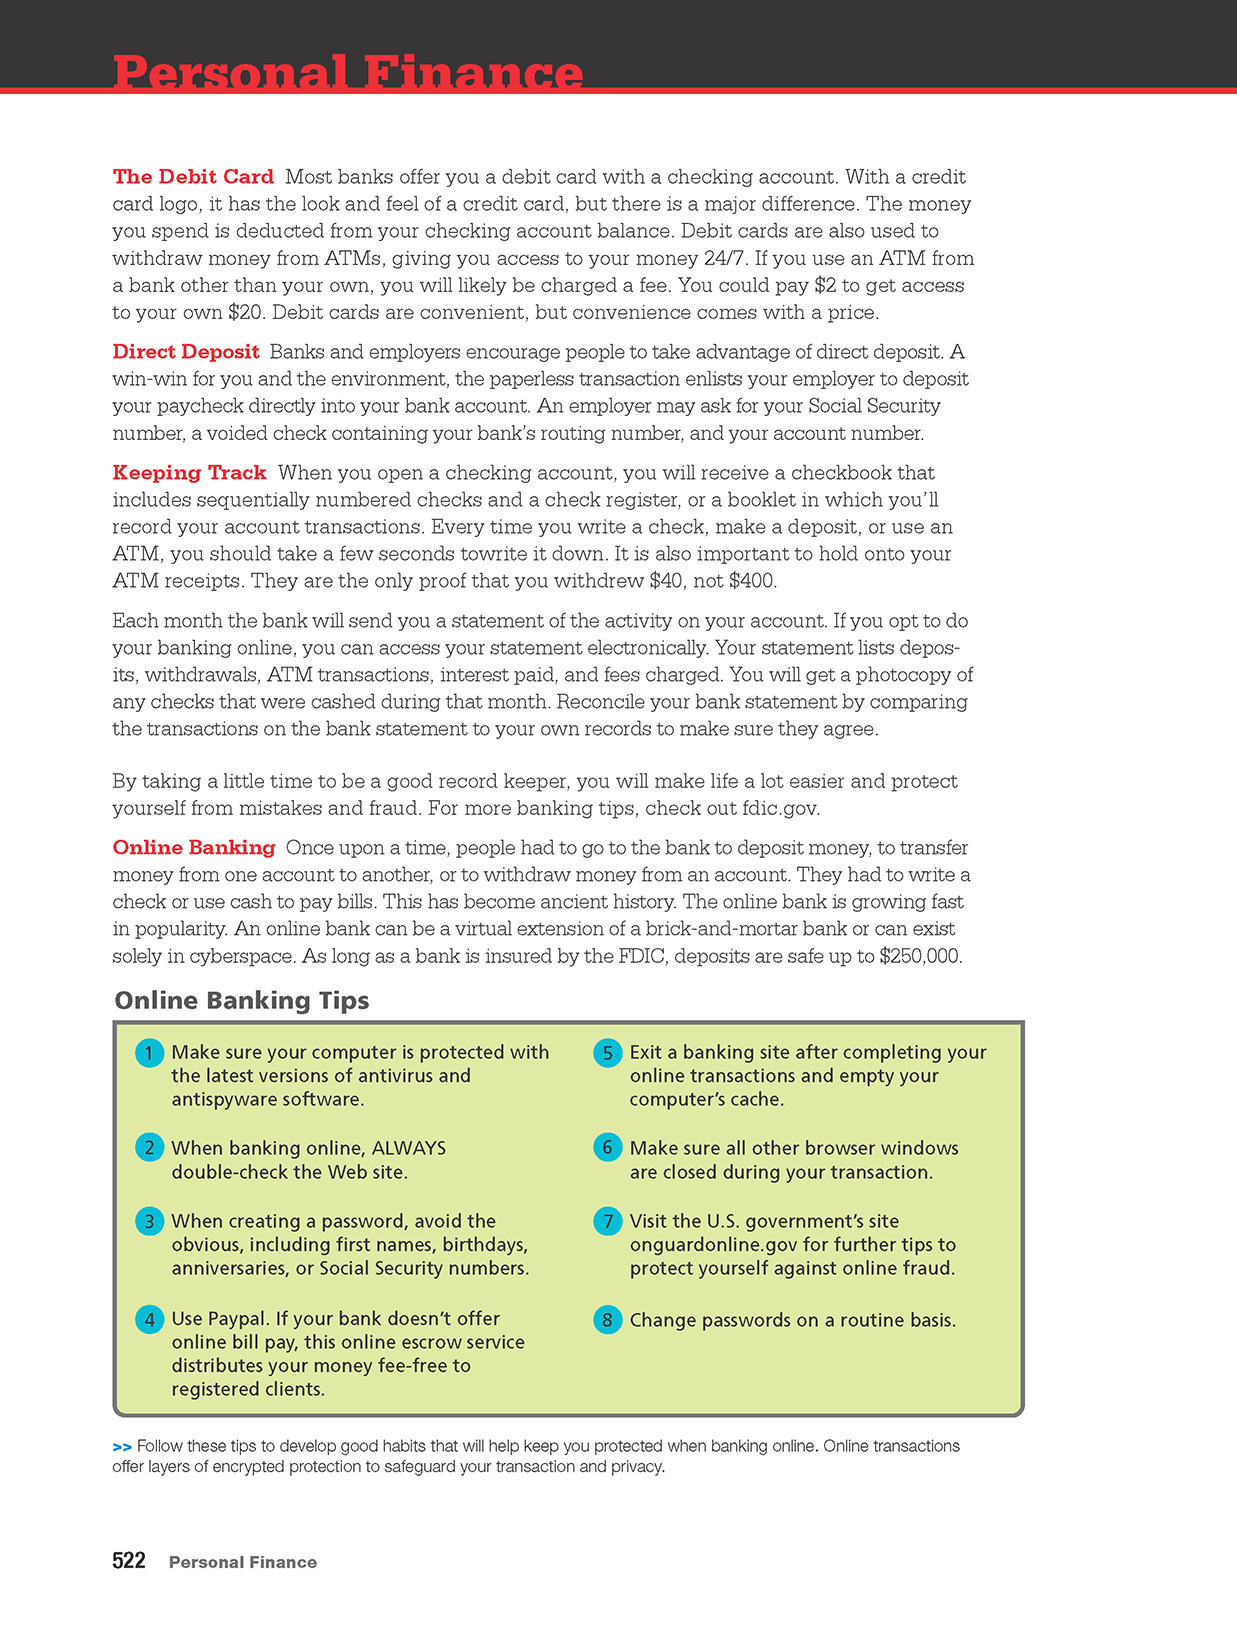 Personal Finance
The Debit Card Most banks offer you a debit card with a checking account. With a credit
card logo, it has the look and feel of a credit card, but there is a major difference. The money
you spend is deducted from your checking account balance. Debit cards are also used to
withdraw money from ATMs, giving you access to your money 24/7. If you use an ATM from
a bank other than your own, you will likely be charged a fee. You could pay $2 to get access
to your own $20. Debit cards are convenient, but convenience comes with a price.
Direct Deposit Banks and employers encourage people to take advantage of direct deposit. A
win-win for you and the environment, the paperless transaction enlists your employer to deposit
your paycheck directly into your bank account. An employer may ask for your Social Security
number, a voided check containing your bank's routing number, and your account number.
Keeping Track When you open a checking account, you will receive a checkbook that
includes sequentially numbered checks and a check register, or a booklet in which you'll
record your account transactions. Every time you write a check, make a deposit, or use an
ATM, you should take a few seconds towrite it down. It is also important to hold onto your
ATM receipts. They are the only proof that you withdrew $40, not $400.
Each month the bank will send you a statement of the activity on your account. If you opt to do
your banking online, you can access your statement electronically. Your statement lists depos-
its, withdrawals, ATM transactions, interest paid, and fees charged. You will get a photocopy of
any checks that were cashed during that month. Reconcile your bank statement by comparing
the transactions on the bank statement to your own records to make sure they agree.
By taking a little time to be a good record keeper, you will make life a lot easier and protect
yourself from mistakes and fraud. For more banking tips, check out fdic.gov.
Online Banking Once upon a time, people had to go to the bank to deposit money, to transfer
money from one account to another, or to withdraw money from an account. They had to write a
check or use cash to pay bills. This has become ancient history. The online bank is growing fast
in popularity. An online bank can be a virtual extension of a brick-and-mortar bank or can exist
solely in cyberspace. As long as a bank is insured by the FDIC, deposits are safe up to $250,000.
Online Banking Tips
1 Make sure your computer is protected with
the latest versions of antivirus and
antispyware software.
2 When banking online, ALWAYS
double-check the Web site.
3 When creating a password, avoid the
obvious, including first names, birthdays,
anniversaries, or Social Security numbers.
4 Use Paypal. If your bank doesn't offer
online bill pay, this online escrow service
distributes your money fee-free to
registered clients.
5 Exit a banking site after completing your
online transactions and empty your
computer's cache.
6 Make sure all other browser windows
are closed during your transaction.
7 Visit the U.S. government's site
onguardonline.gov for further tips to
protect yourself against online fraud.
8 Change passwords on a routine basis.
>> Follow these tips to develop good habits that will help keep you protected when banking online. Online transactions
offer layers of encrypted protection to safeguard your transaction and privacy.
522 Personal Finance